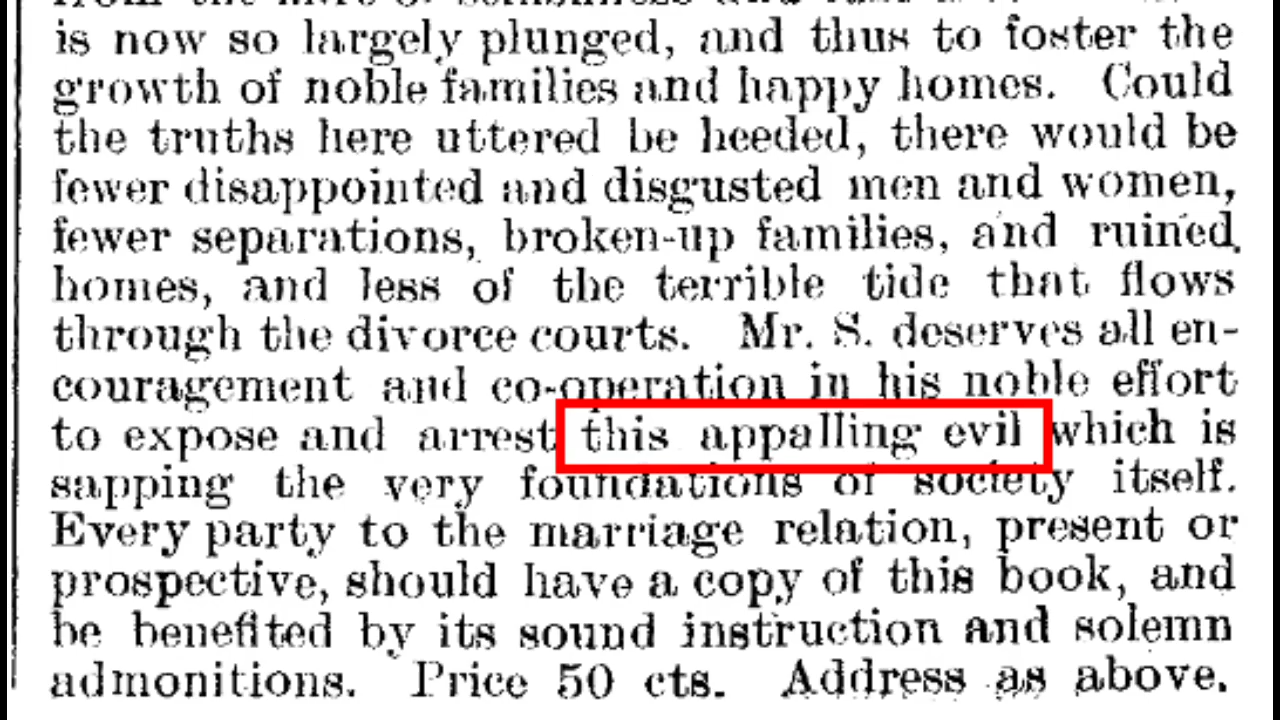 is now so largely plunged, and thus to foster the
growth of noble families and happy homes. Could
the truths here uttered be heeded, there would be
fewer disappointed and disgusted men and women,
fewer separations, broken-up families, and ruined
homes, and less of the terrible tide that flows
through the divorce courts. Mr. S. deserves all en-
couragement and co-operation in his noble effort
to expose and arrest this appalling evil which is
sapping the very foundations of society itself.
Every party to the marriage relation, present or
prospective, should have a copy of this book, and
be benefited by its sound instruction and solemn
admonitions. Price 50 cts. Address as above.